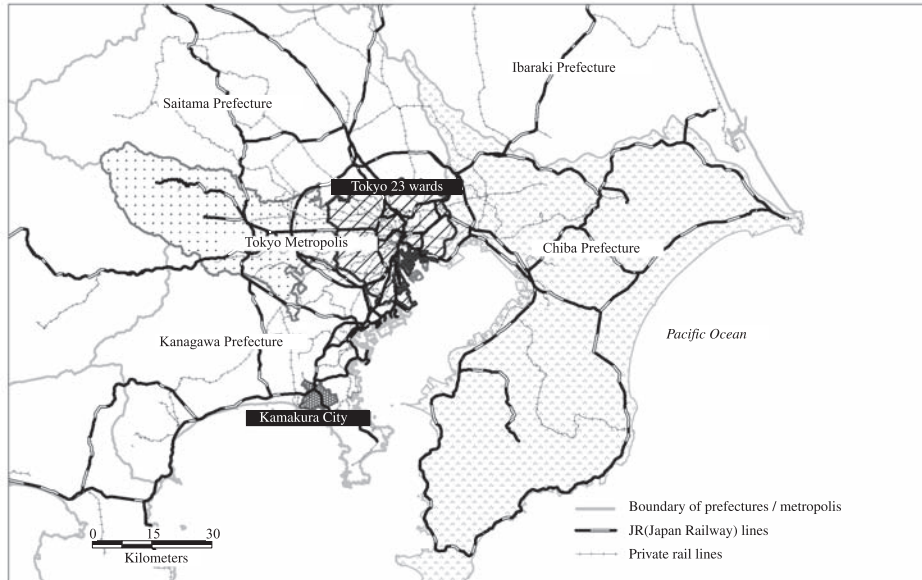 Ibaraki Prefecture
Saitama Prefecture
Tokyo 23 wards
Tokyo Metropolis
Chiba Prefecture
Kanagawa Prefecture
Pacific Ocean
Kamakura City
Boundary of prefectures / metropolis
JR(Japan Railway) lines
Private rail lines
0 15 30
Kilometers